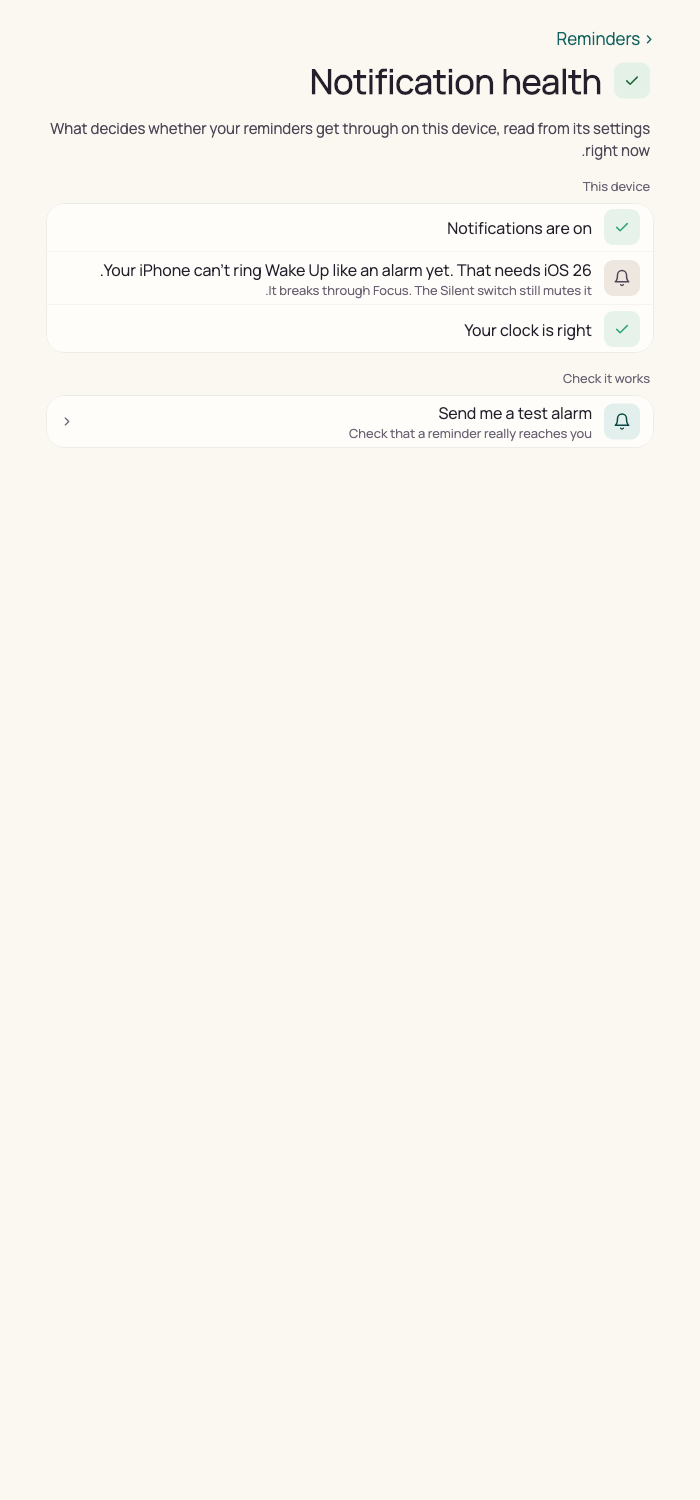 Reminders
Notification health
What decides whether your reminders get through on this device, read from its settings
.right now
This device
Notifications are on
.Your iPhone can't ring Wake Up like an alarm yet. That needs iOS 26
.It breaks through Focus. The Silent switch still mutes it
Your clock is right
Check it works
Send me a test alarm
Check that a reminder really reaches you